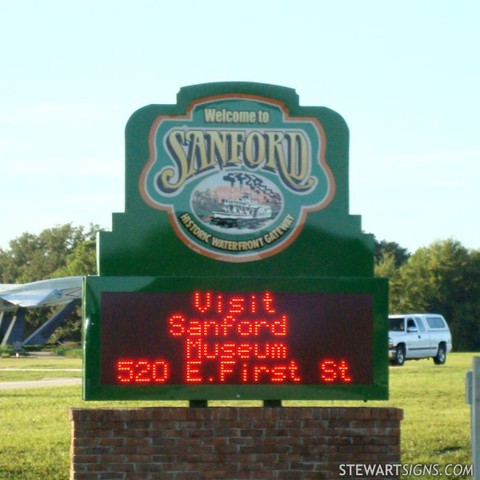 Welcome to
SANFORD
HISTORIC WATERFRONT GATEWAY
Visit
Sanford
Museum
520 E.First St
STEWARTSIGNS.COM